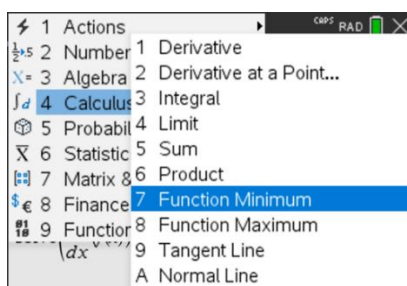 CAPS RAD
1 Actions
2 Number
3 Algebra
4 Calculus
5 Probabil
6 Statistic
7 Matrix &
8 Finance
9 Function
1 Derivative
2 Derivative at a Point...
3 Integral
4 Limit
5 Sum
6 Product
7 Function Minimum
8 Function Maximum
9 Tangent Line
A Normal Line
dx